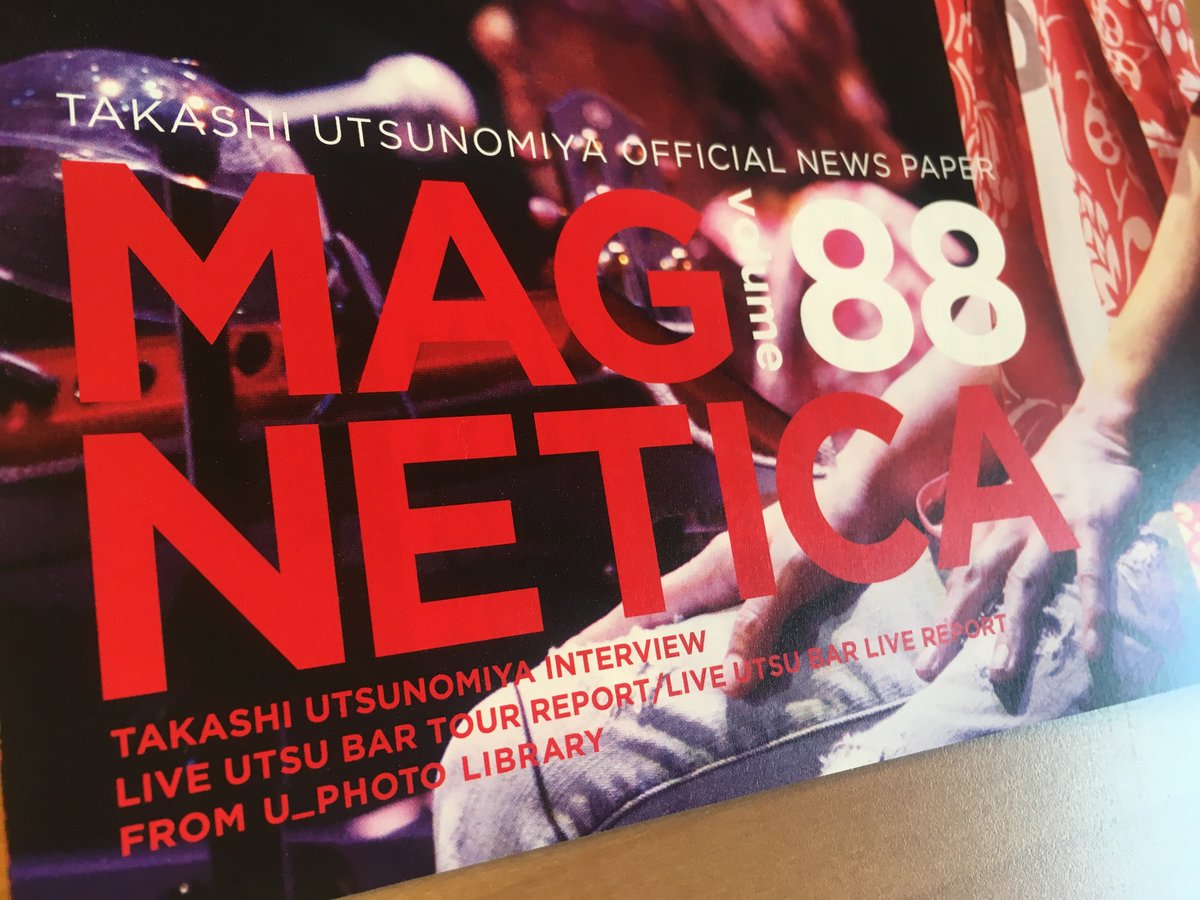 TAKASHI UTSUNOMIYA OFFICIAL NEWS PAPER
MAG
volume 88
NETICA
TAKASHI UTSUNOMIYA INTERVIEW
LIVE UTSU BAR TOUR REPORT/LIVE UTSU BAR LIVE REPORT
FROM U_PHOTO LIBRARY